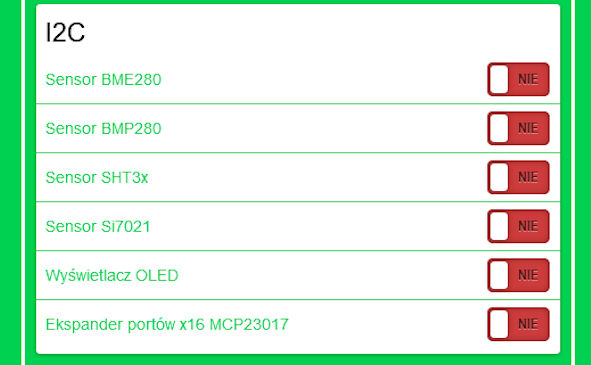 I2C
Sensor BME280 NIE
Sensor BMP280 NIE
Sensor SHT3x NIE
Sensor Si7021 NIE
Wyświetlacz OLED NIE
Ekspander portów x16 MCP23017 NIE